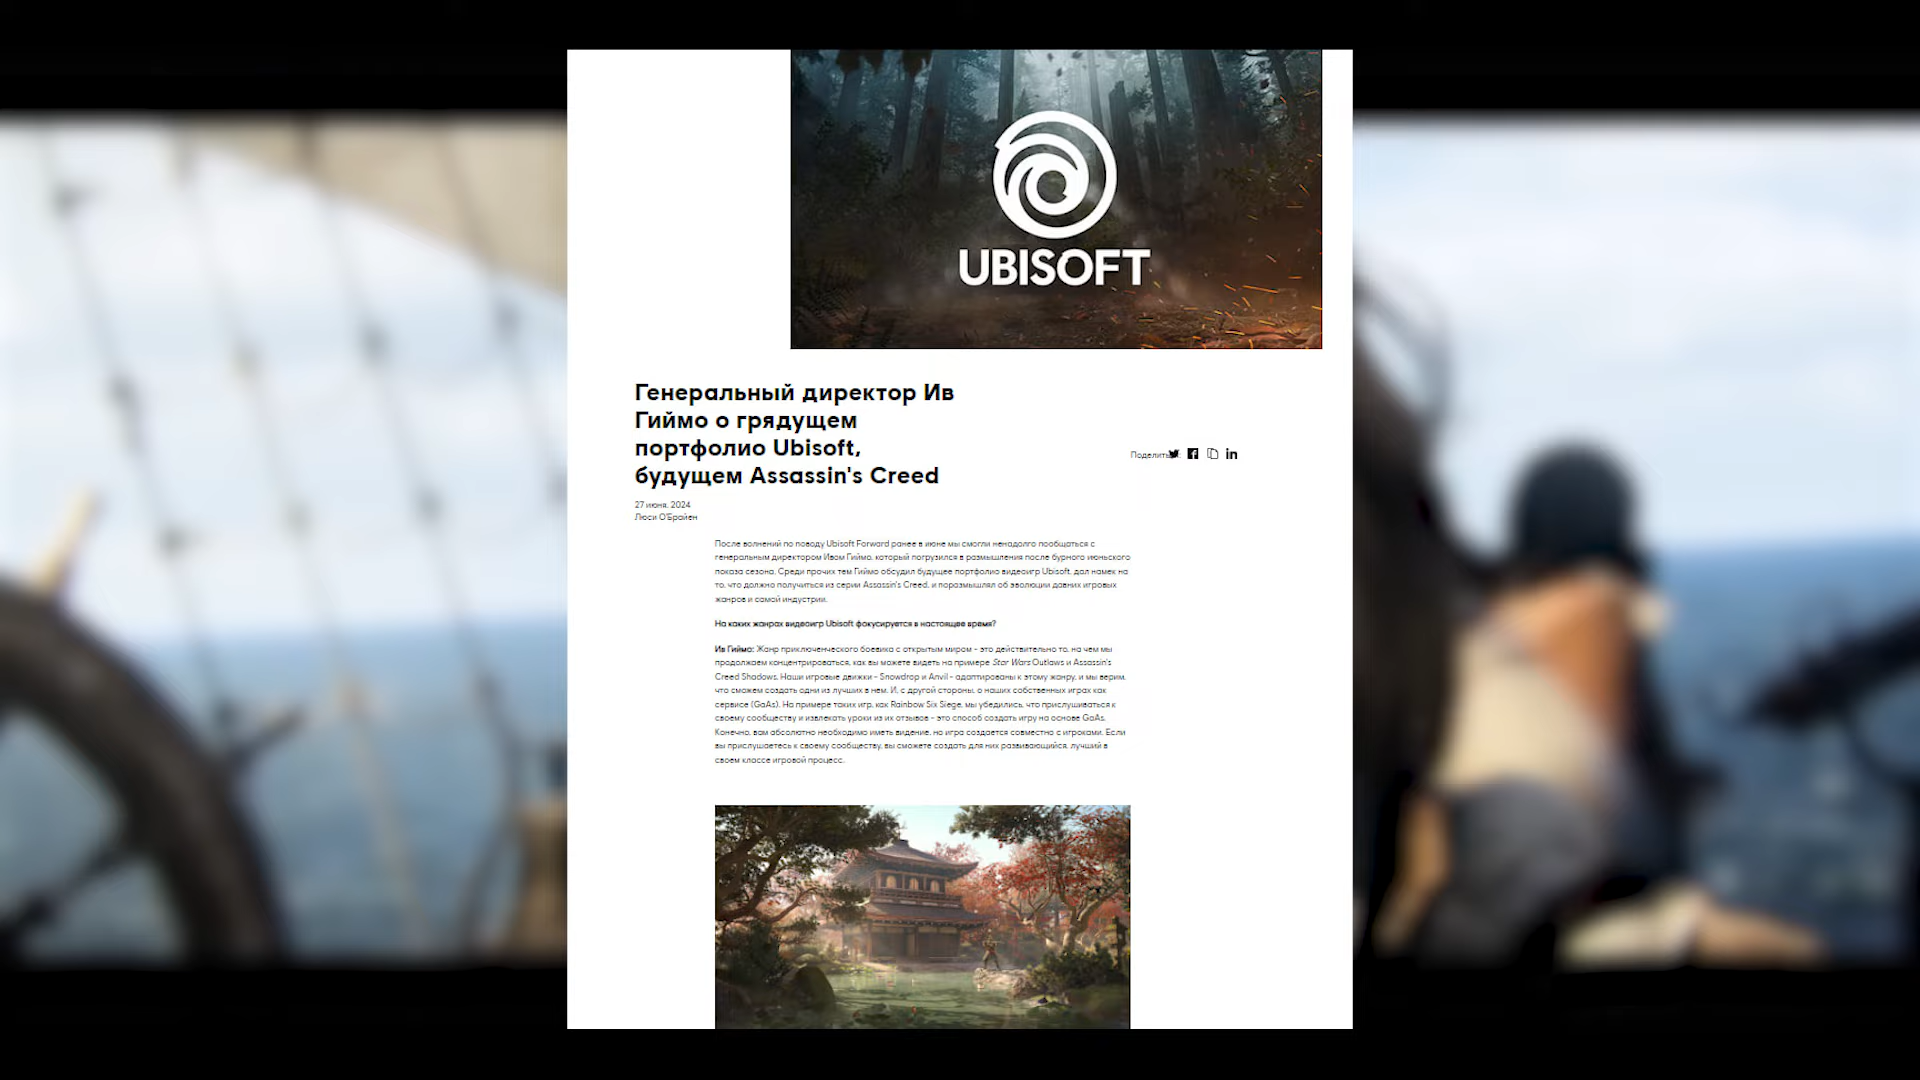 UBISOFT
Генеральный директор Ив
Гиймо о грядущем
портфолио Ubisoft,
будущем Assassin's Creed
27 июня, 2024
Люси О'Брайен
После волнений по поводу Ubisoft Forward ранее в июне мы смогли ненадолго пообщаться с
генеральным директором Ивом Гиймо, который погрузился в размышления после бурного июньского
показа сезона. Среди прочих тем Гиймо обсудил будущее портфолио видеоигр Ubisoft, дал намек на
то, что должно получиться из серии Assassin's Creed, и поразмышлял об эволюции давних игровых
жанров и самой индустрии.
На каких жанрах видеоигр Ubisoft фокусируется в настоящее время?
Ив Гиймо: Жанр приключенческого боевика с открытым миром - это действительно то, на чем мы
продолжаем концентрироваться, как вы можете видеть на примере Star Wars Outlaws и Assassin's
Creed Shadows. Наши игровые движки - Snowdrop и Anvil - адаптированы к этому жанру, и мы верим,
что сможем создать одни из лучших в нем. И, с другой стороны, о наших собственных играх как
сервисе (GaAs). На примере таких игр, как Rainbow Six Siege, мы убедились, что прислушиваться к
своему сообществу и извлекать уроки из их отзывов - это способ создать игру на основе GaAs.
Конечно, вам абсолютно необходимо иметь видение, но игра создается совместно с игроками. Если
вы прислушаетесь к своему сообществу, вы сможете создать для них развивающийся, лучший в
своем классе игровой процесс.